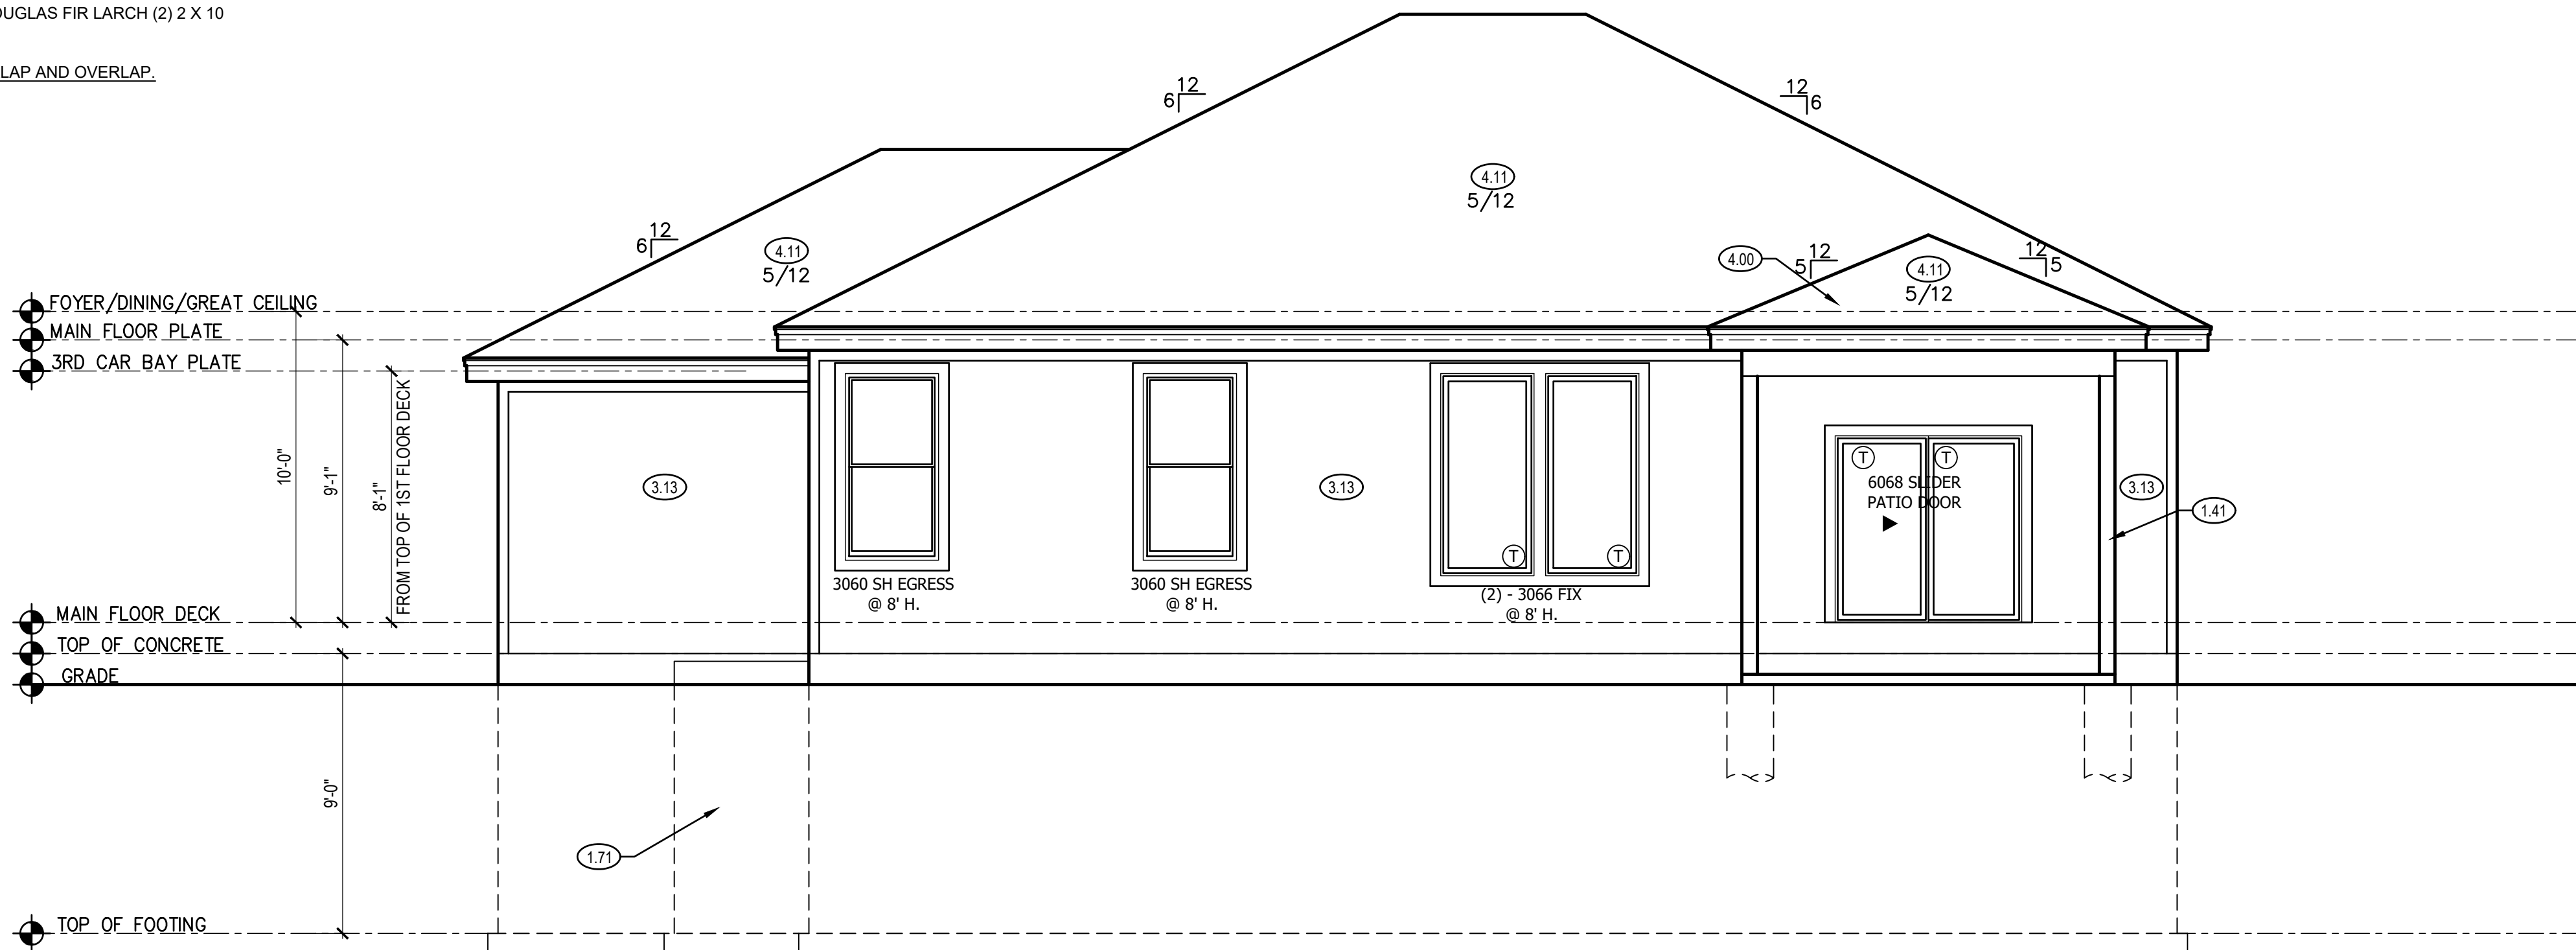 OUGLAS FIR LARCH (2) 2 X 10
LAP AND OVERLAP.
12
6
12
6
4.11
5/12
12
6
4.11
5/12
4.00
12
5
4.11
5/12
12
5
FOYER/DINING/GREAT CEILING
MAIN FLOOR PLATE
3RD CAR BAY PLATE
10'-0"
9'-1"
8'-1"
FROM TOP OF 1ST FLOOR DECK
3.13
3060 SH EGRESS
@ 8' H.
3060 SH EGRESS
@ 8' H.
3.13
T
T
(2) - 3066 FIX
@ 8' H.
T
T
6068 SLIDER
PATIO DOOR
3.13
1.41
MAIN FLOOR DECK
TOP OF CONCRETE
GRADE
9'-0"
1.71
TOP OF FOOTING